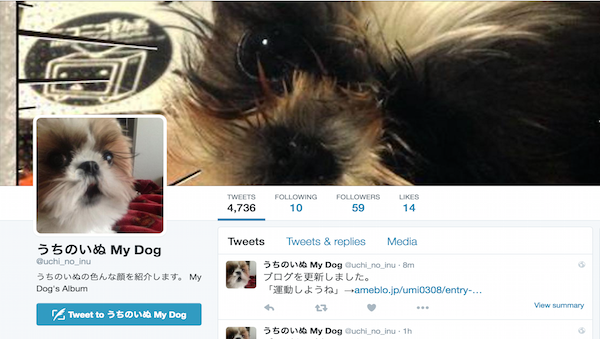 TWEETS FOLLOWING FOLLOWERS LIKES
4,736 10 59 14
うちのいぬ My Dog
@uchi_no_inu
うちのいぬの色んな顔を紹介します。 My
Dog's Album
Tweet to うちのいぬ My Dog
Tweets Tweets & replies Media
うちのいぬ My Dog @uchi_no_inu · 8m
ブログを更新しました。
「運動しようね」→ameblo.jp/umi0308/entry-…
View summary
うちのいぬ My Dog @uchi_no_inu · 1h